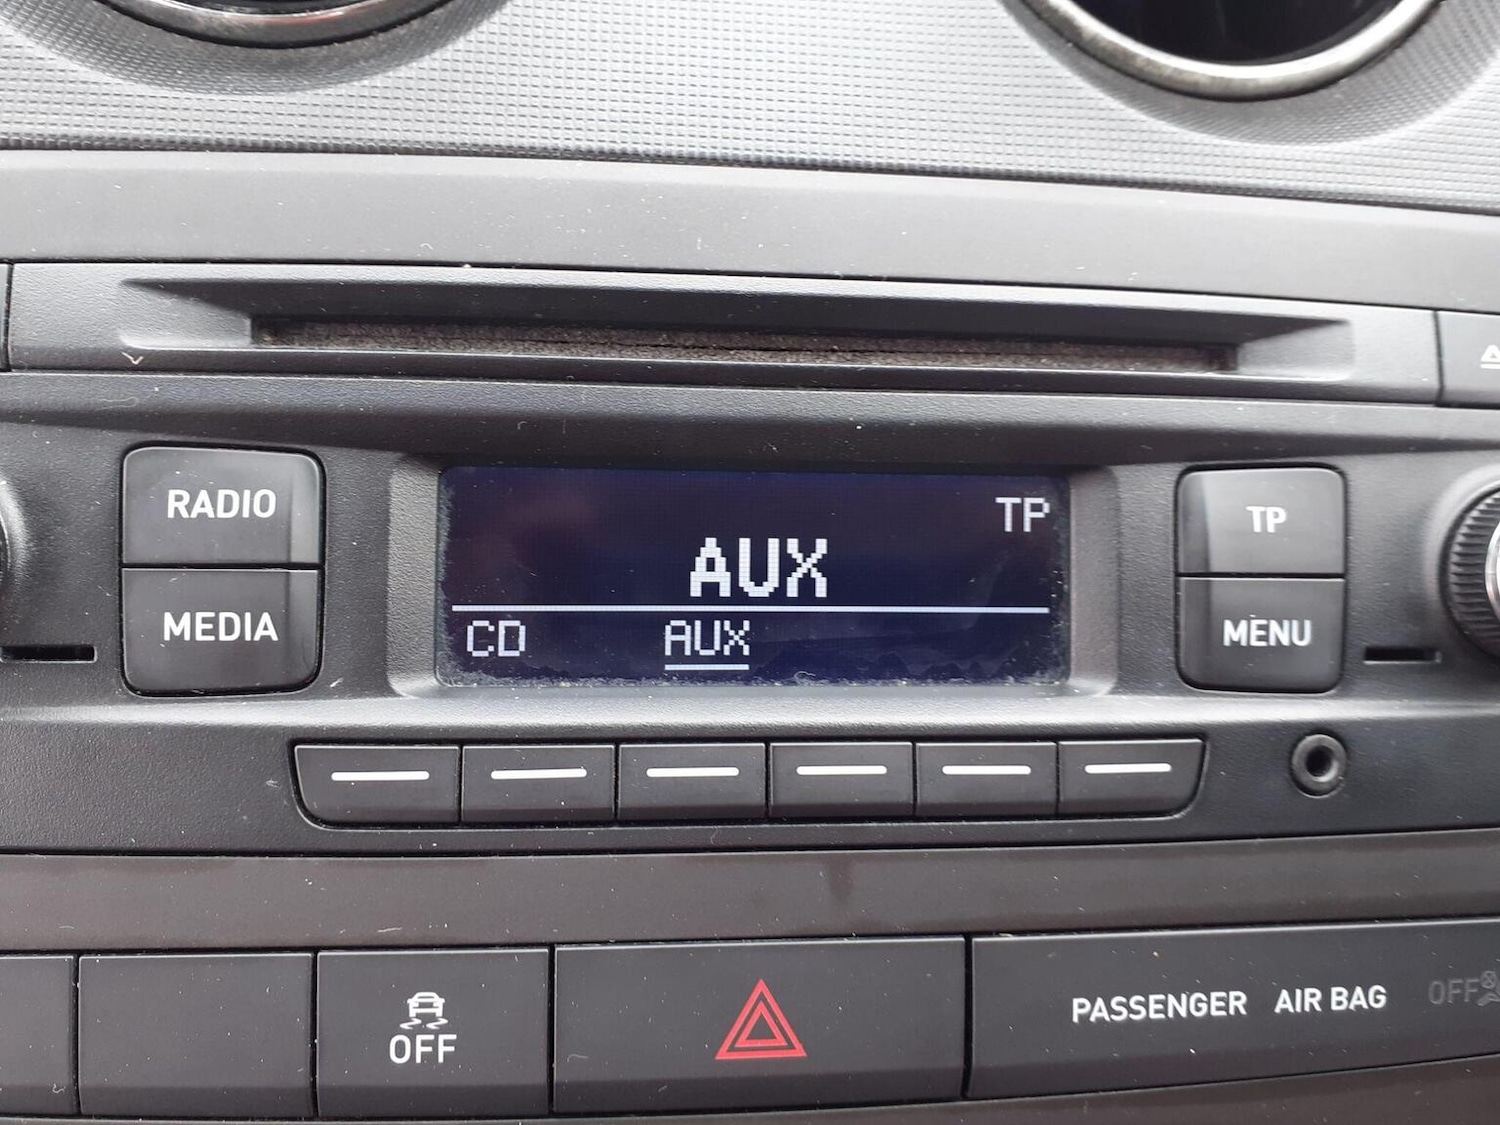 RADIO
MEDIA
TP
AUX
CD AUX
TP
MENU
OFF
PASSENGER AIR BAG OFF